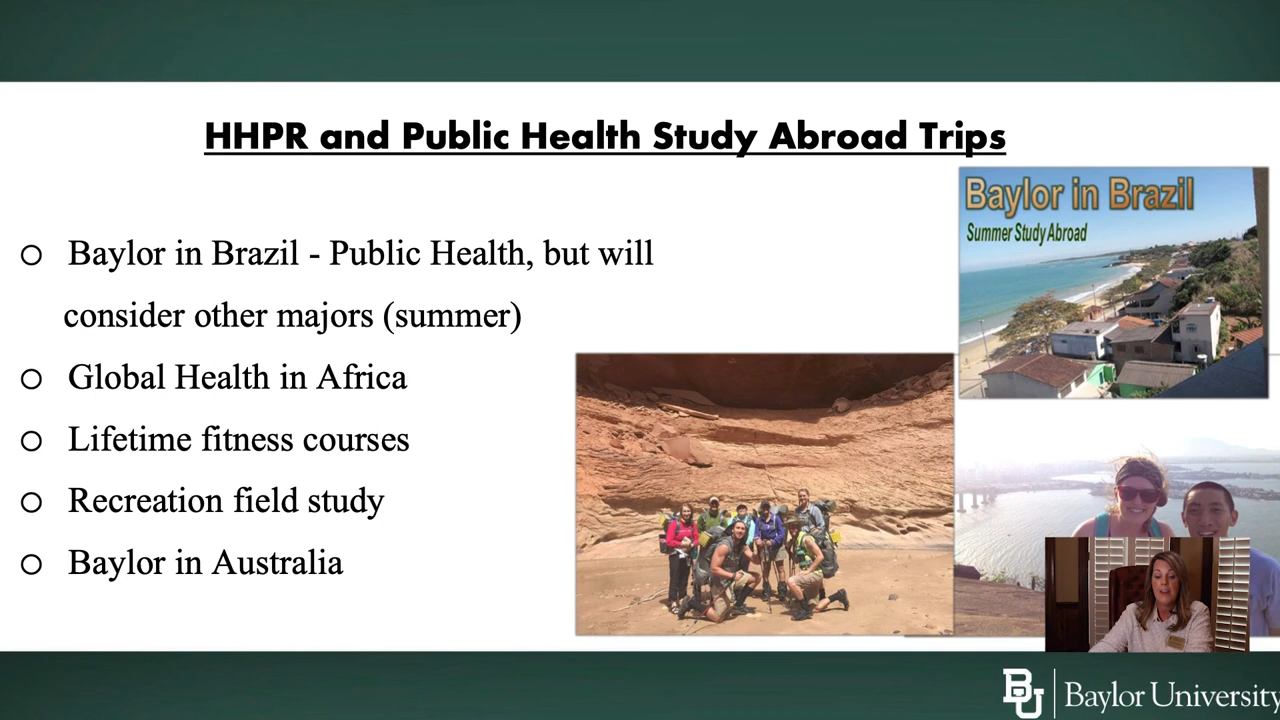 HHPR and Public Health Study Abroad Trips
Baylor in Brazil - Public Health, but will
consider other majors (summer)
Global Health in Africa
Lifetime fitness courses
Recreation field study
Baylor in Australia
Baylor in Brazil
Summer Study Abroad
BU
Baylor University